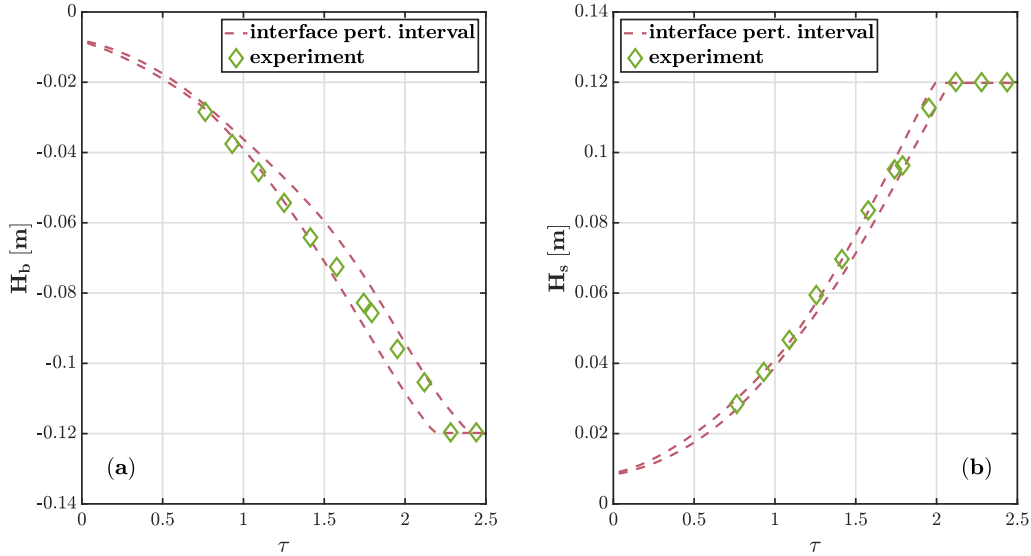 interface pert. interval
experiment
0
-0.02
-0.04
-0.06
-0.08
-0.1
-0.12
-0.14
H_b [m]
(a)
0 0.5 1 1.5 2 2.5
τ
interface pert. interval
experiment
0.14
0.12
0.1
0.08
0.06
0.04
0.02
0
H_s [m]
(b)
0 0.5 1 1.5 2 2.5
τ